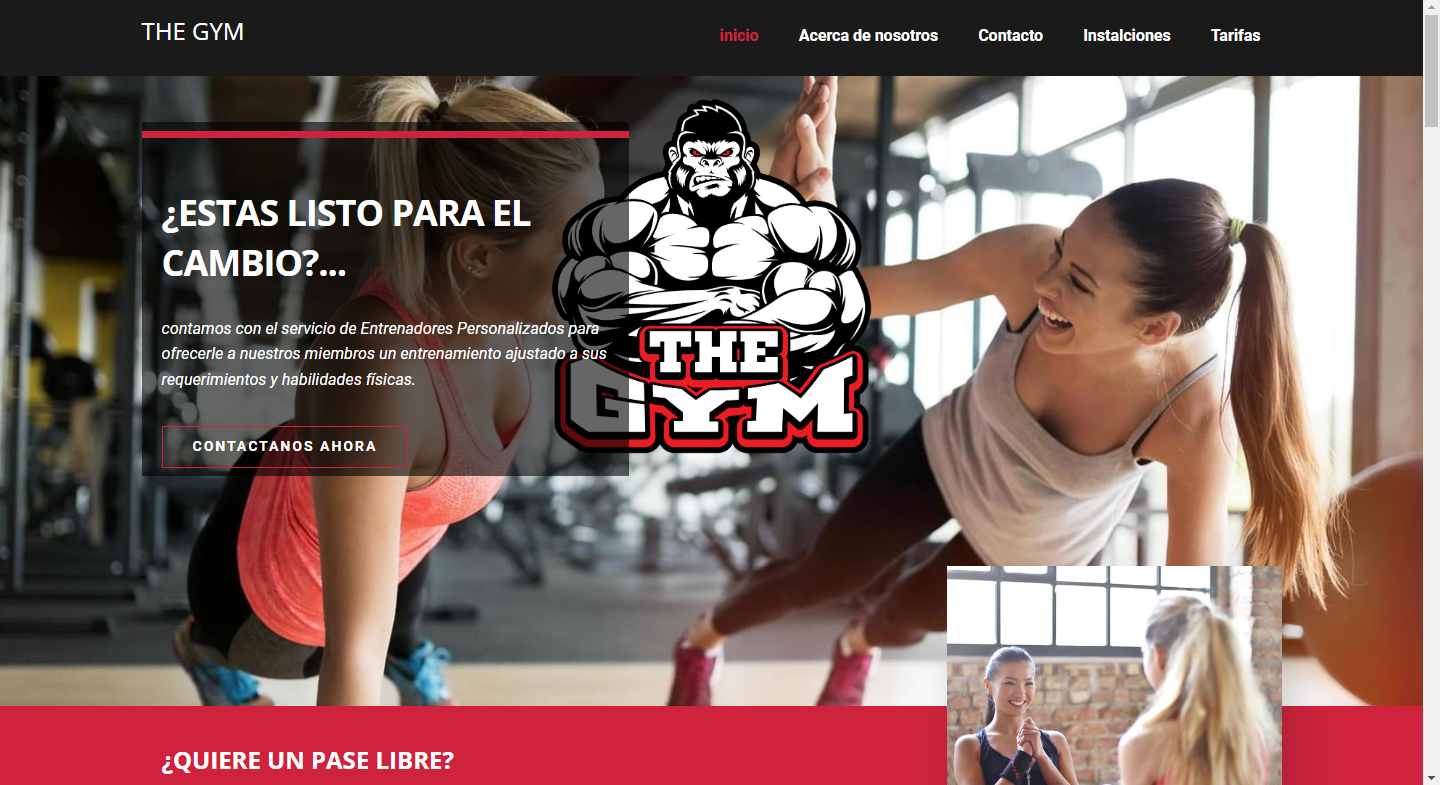 THE GYM
inicio
Acerca de nosotros
Contacto
Instalciones
Tarifas
¿ESTAS LISTO PARA EL
CAMBIO?...
contamos con el servicio de Entrenadores Personalizados para
ofrecerle a nuestros miembros un entrenamiento ajustado a sus
requerimientos y habilidades físicas.
CONTACTANOS AHORA
THE
GYM
¿QUIERE UN PASE LIBRE?